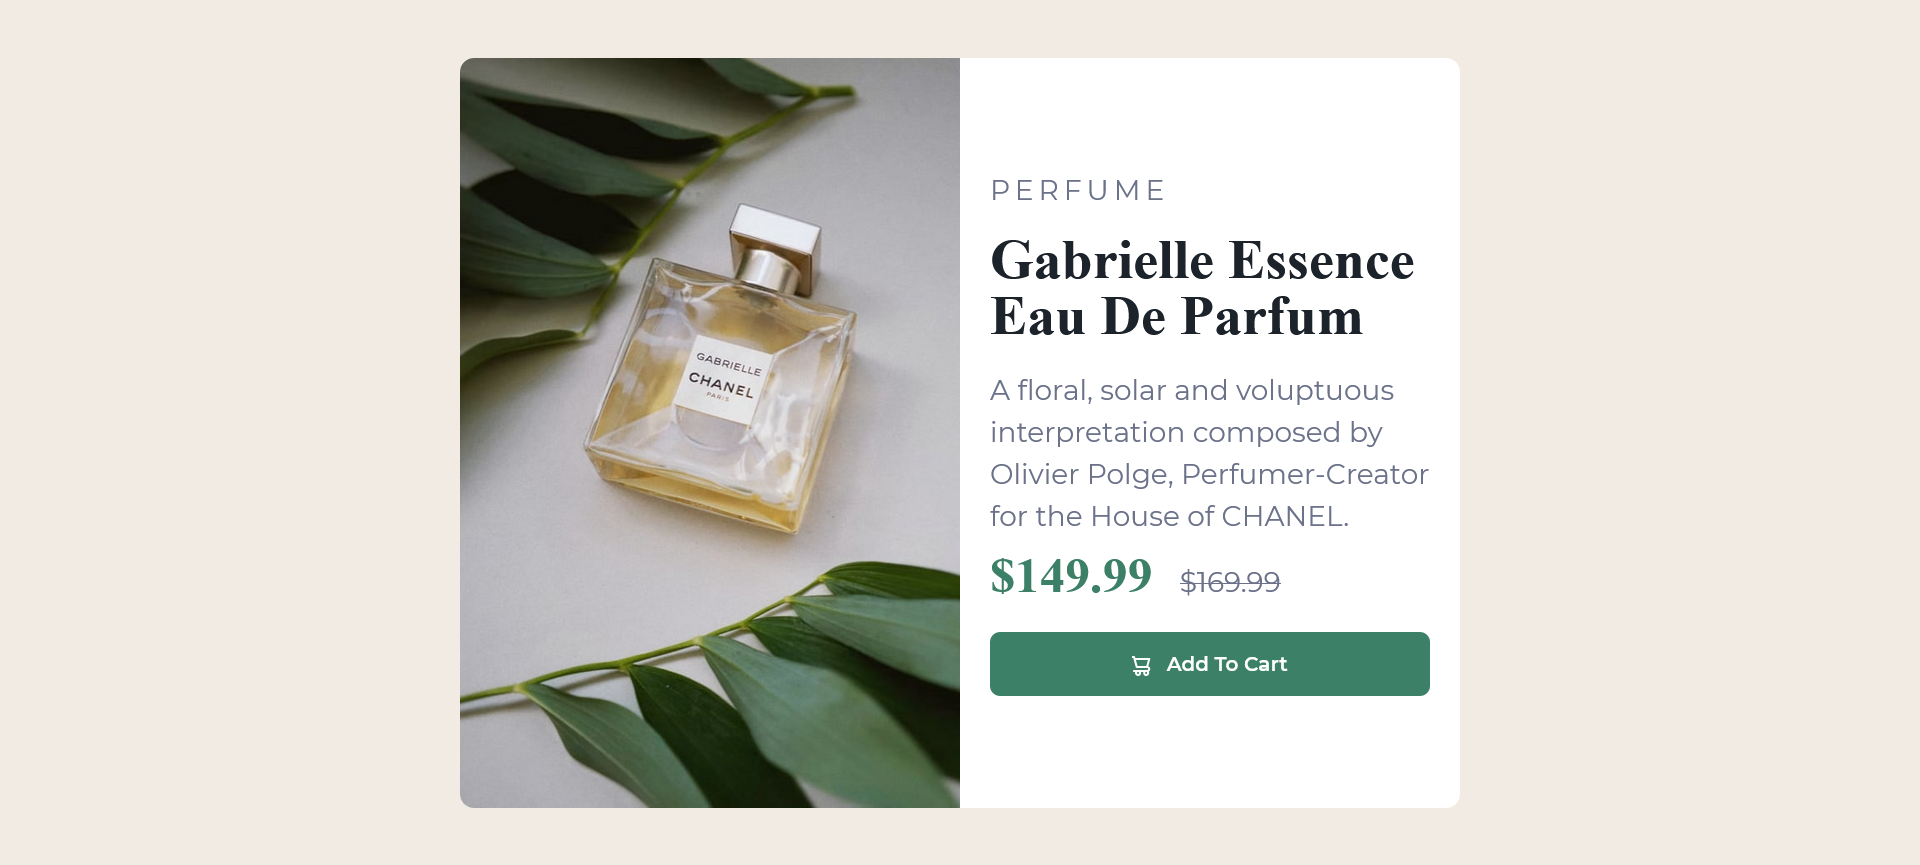 GABRIELLE
CHANEL
PARIS
PERFUME
Gabrielle Essence
Eau De Parfum
A floral, solar and voluptuous
interpretation composed by
Olivier Polge, Perfumer-Creator
for the House of CHANEL.
$149.99 $169.99
Add To Cart